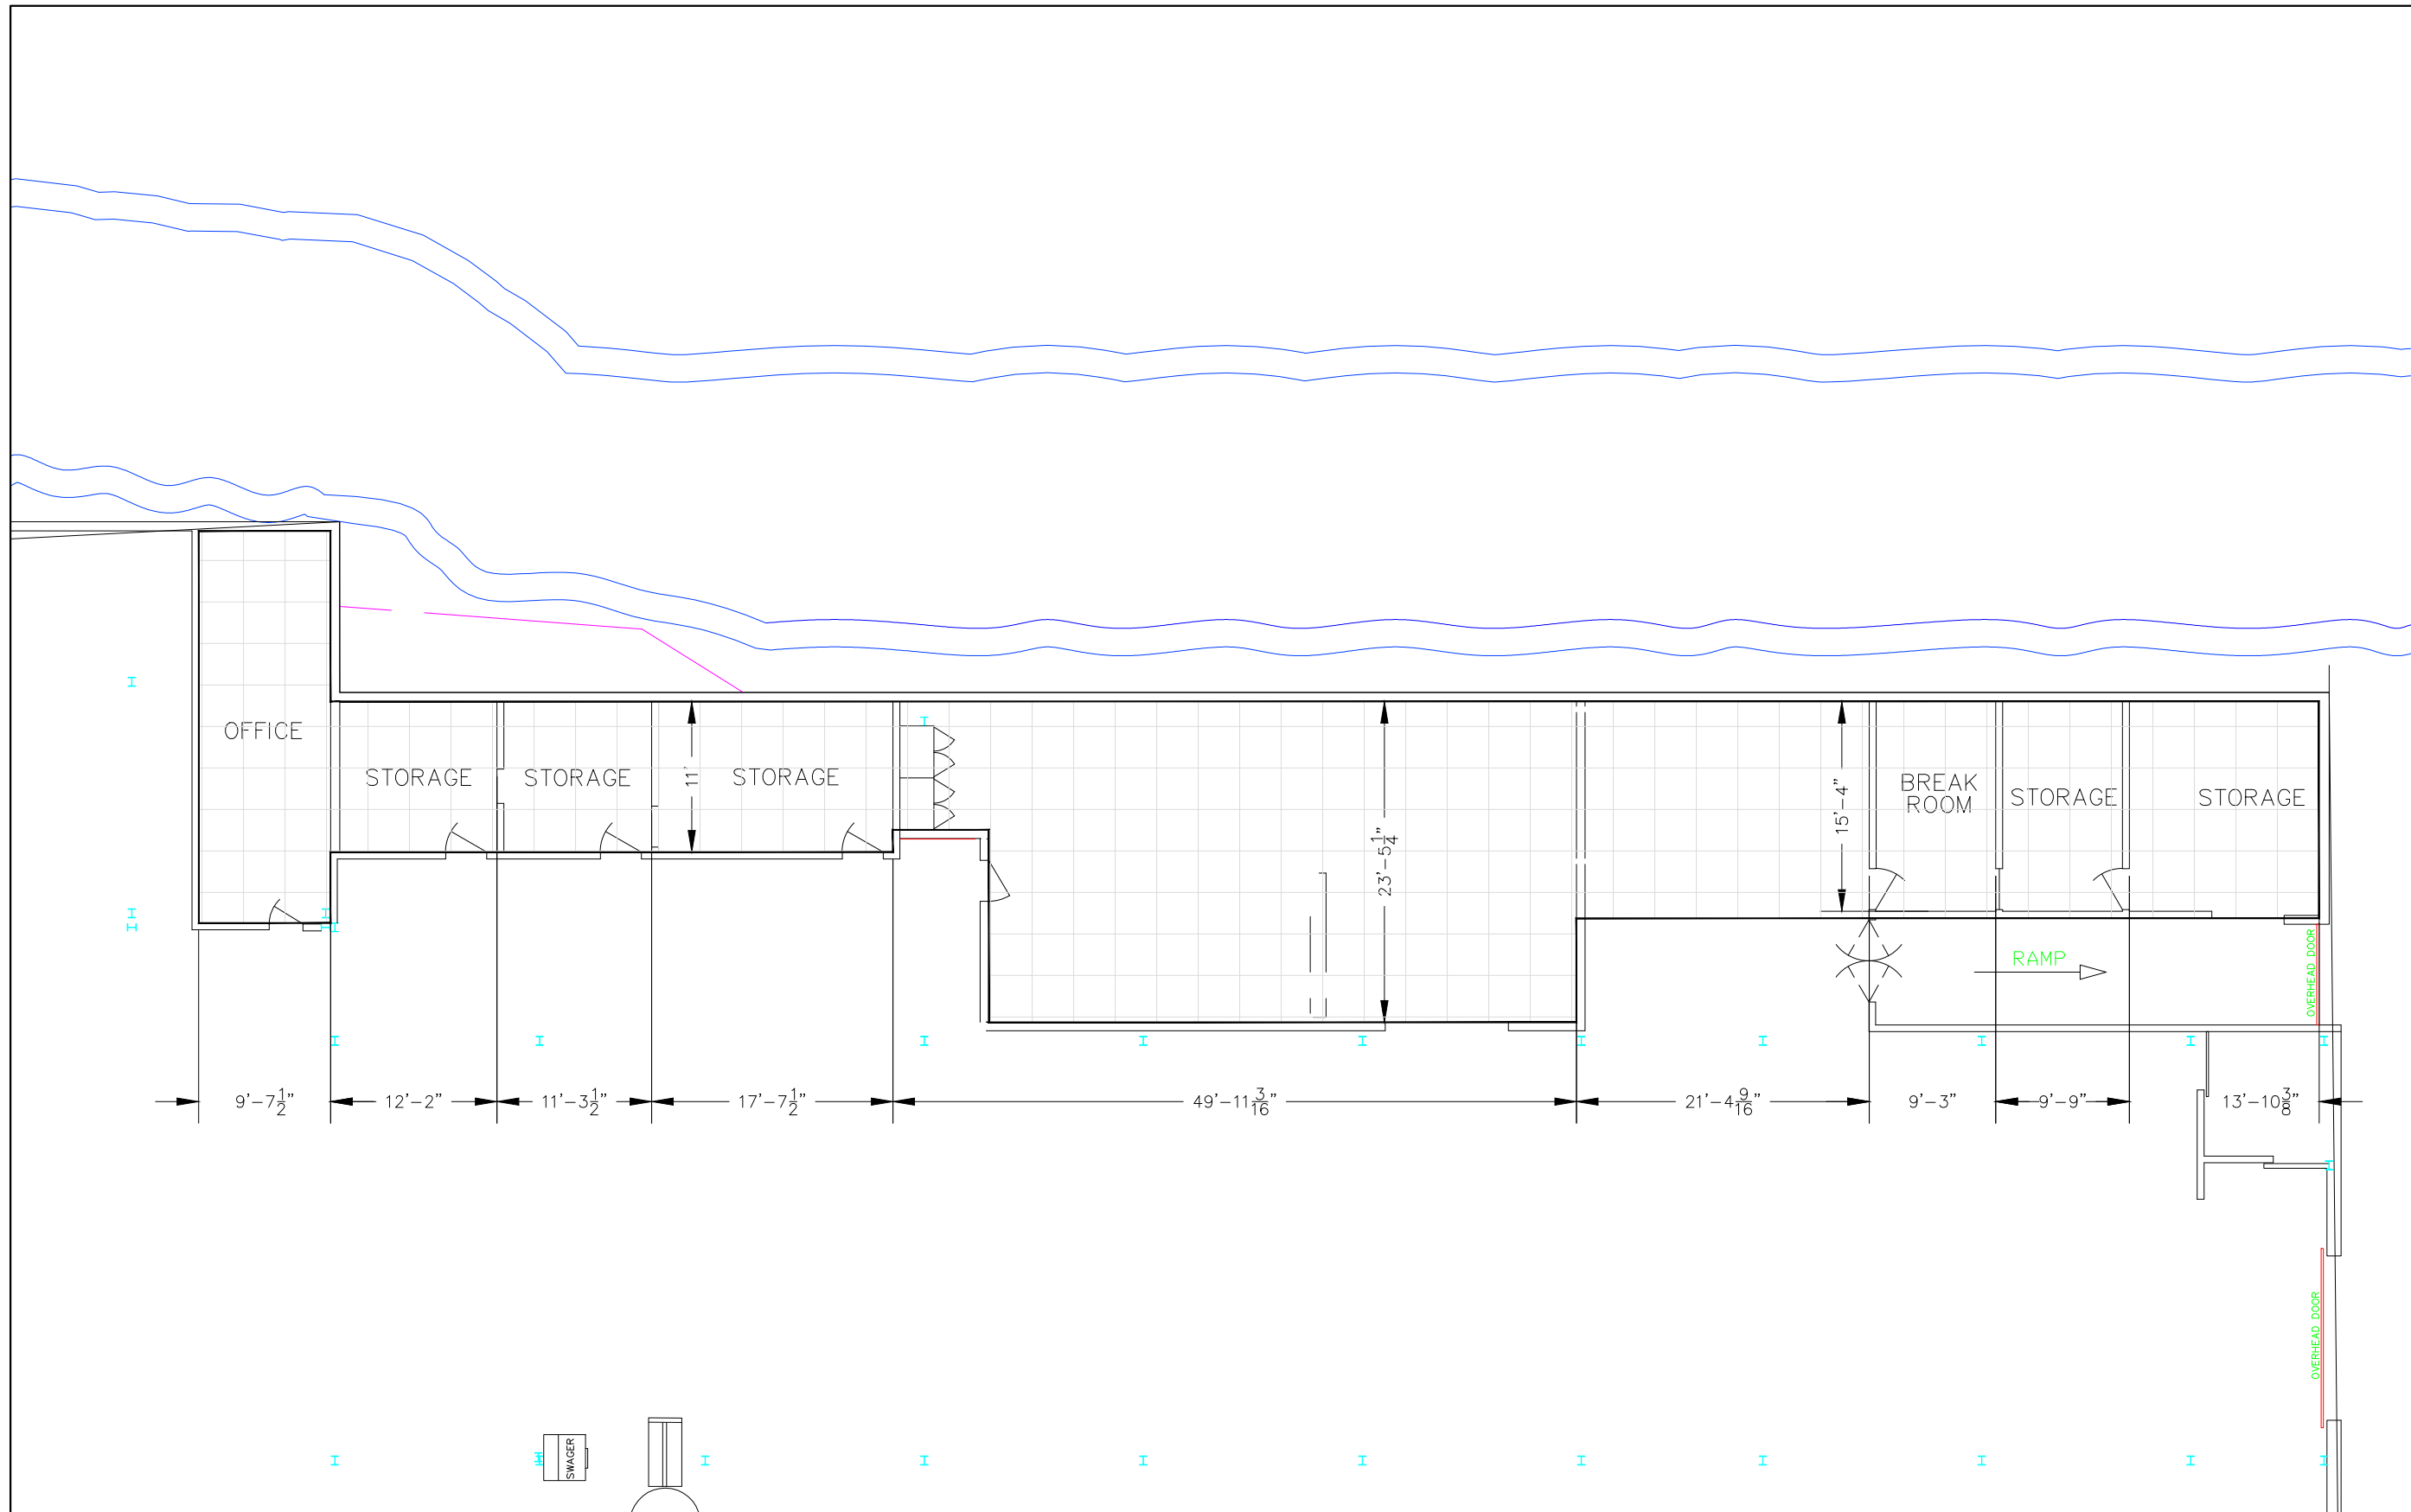 OFFICE
STORAGE
STORAGE
11'
STORAGE
23'-5 1/4"
15'-4"
BREAK
ROOM
STORAGE
STORAGE
RAMP
OVERHEAD DOOR
9'-7 1/2"
12'-2"
11'-3 1/2"
17'-7 1/2"
49'-11 3/16"
21'-4 9/16"
9'-3"
9'-9"
13'-10 3/8"
OVERHEAD DOOR
SWAGER